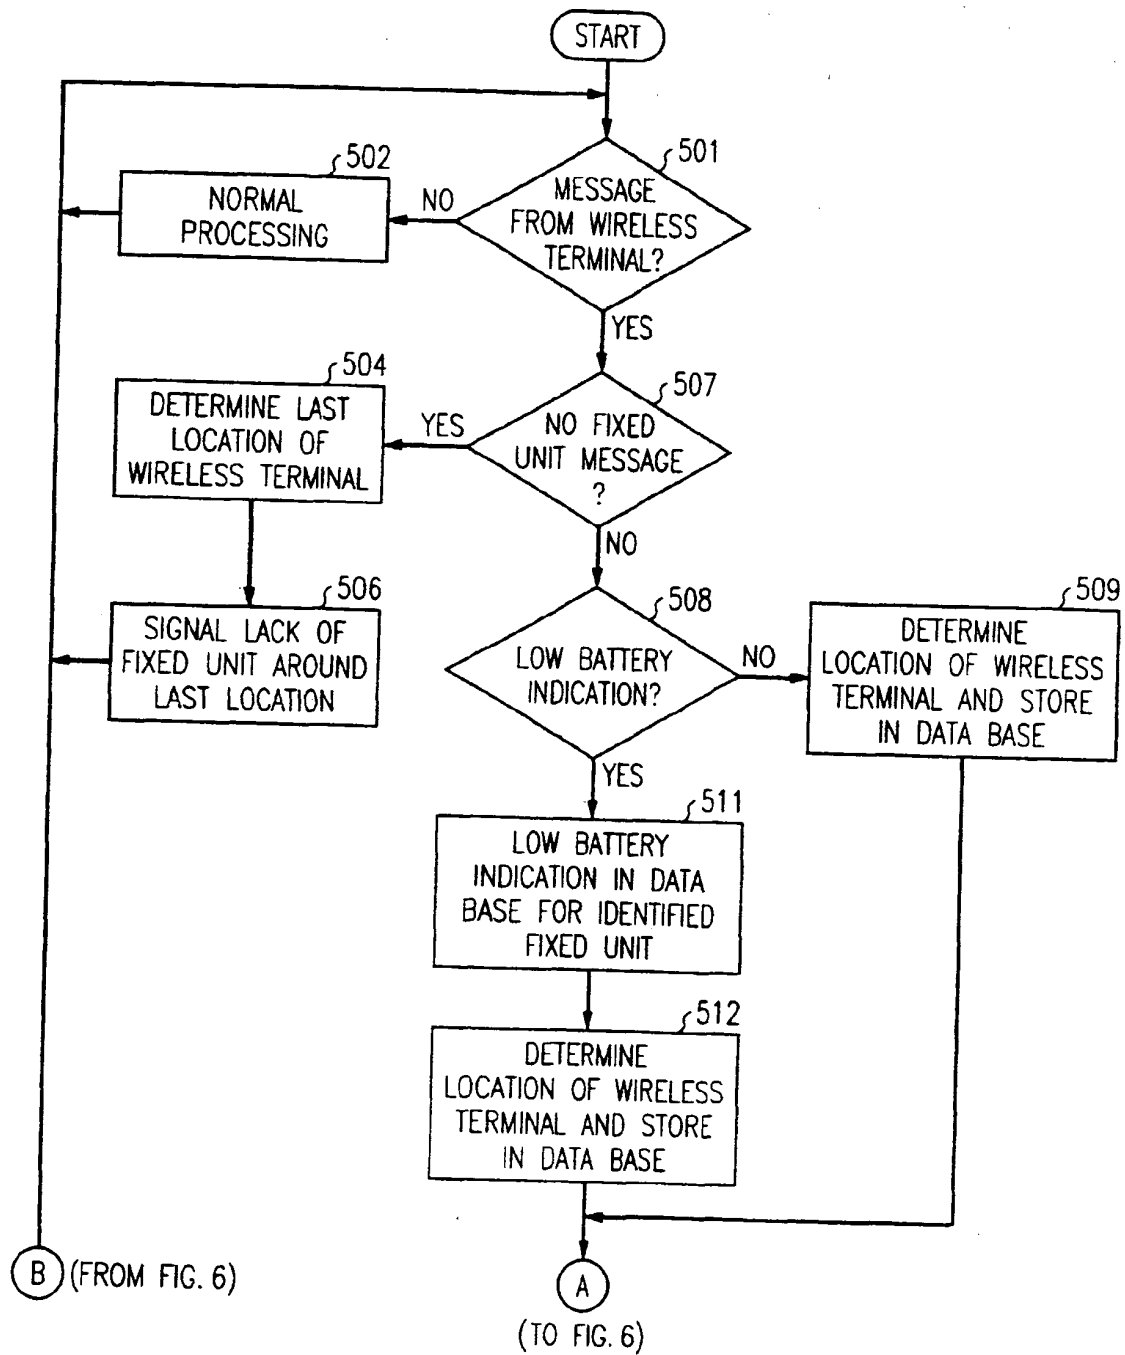 START
501
MESSAGE
FROM WIRELESS
TERMINAL?
NO
502
NORMAL
PROCESSING
YES
507
NO FIXED
UNIT MESSAGE
?
YES
504
DETERMINE LAST
LOCATION OF
WIRELESS TERMINAL
506
SIGNAL LACK OF
FIXED UNIT AROUND
LAST LOCATION
NO
508
LOW BATTERY
INDICATION?
NO
509
DETERMINE
LOCATION OF WIRELESS
TERMINAL AND STORE
IN DATA BASE
YES
511
LOW BATTERY
INDICATION IN DATA
BASE FOR IDENTIFIED
FIXED UNIT
512
DETERMINE
LOCATION OF WIRELESS
TERMINAL AND STORE
IN DATA BASE
B (FROM FIG. 6)
A
(TO FIG. 6)